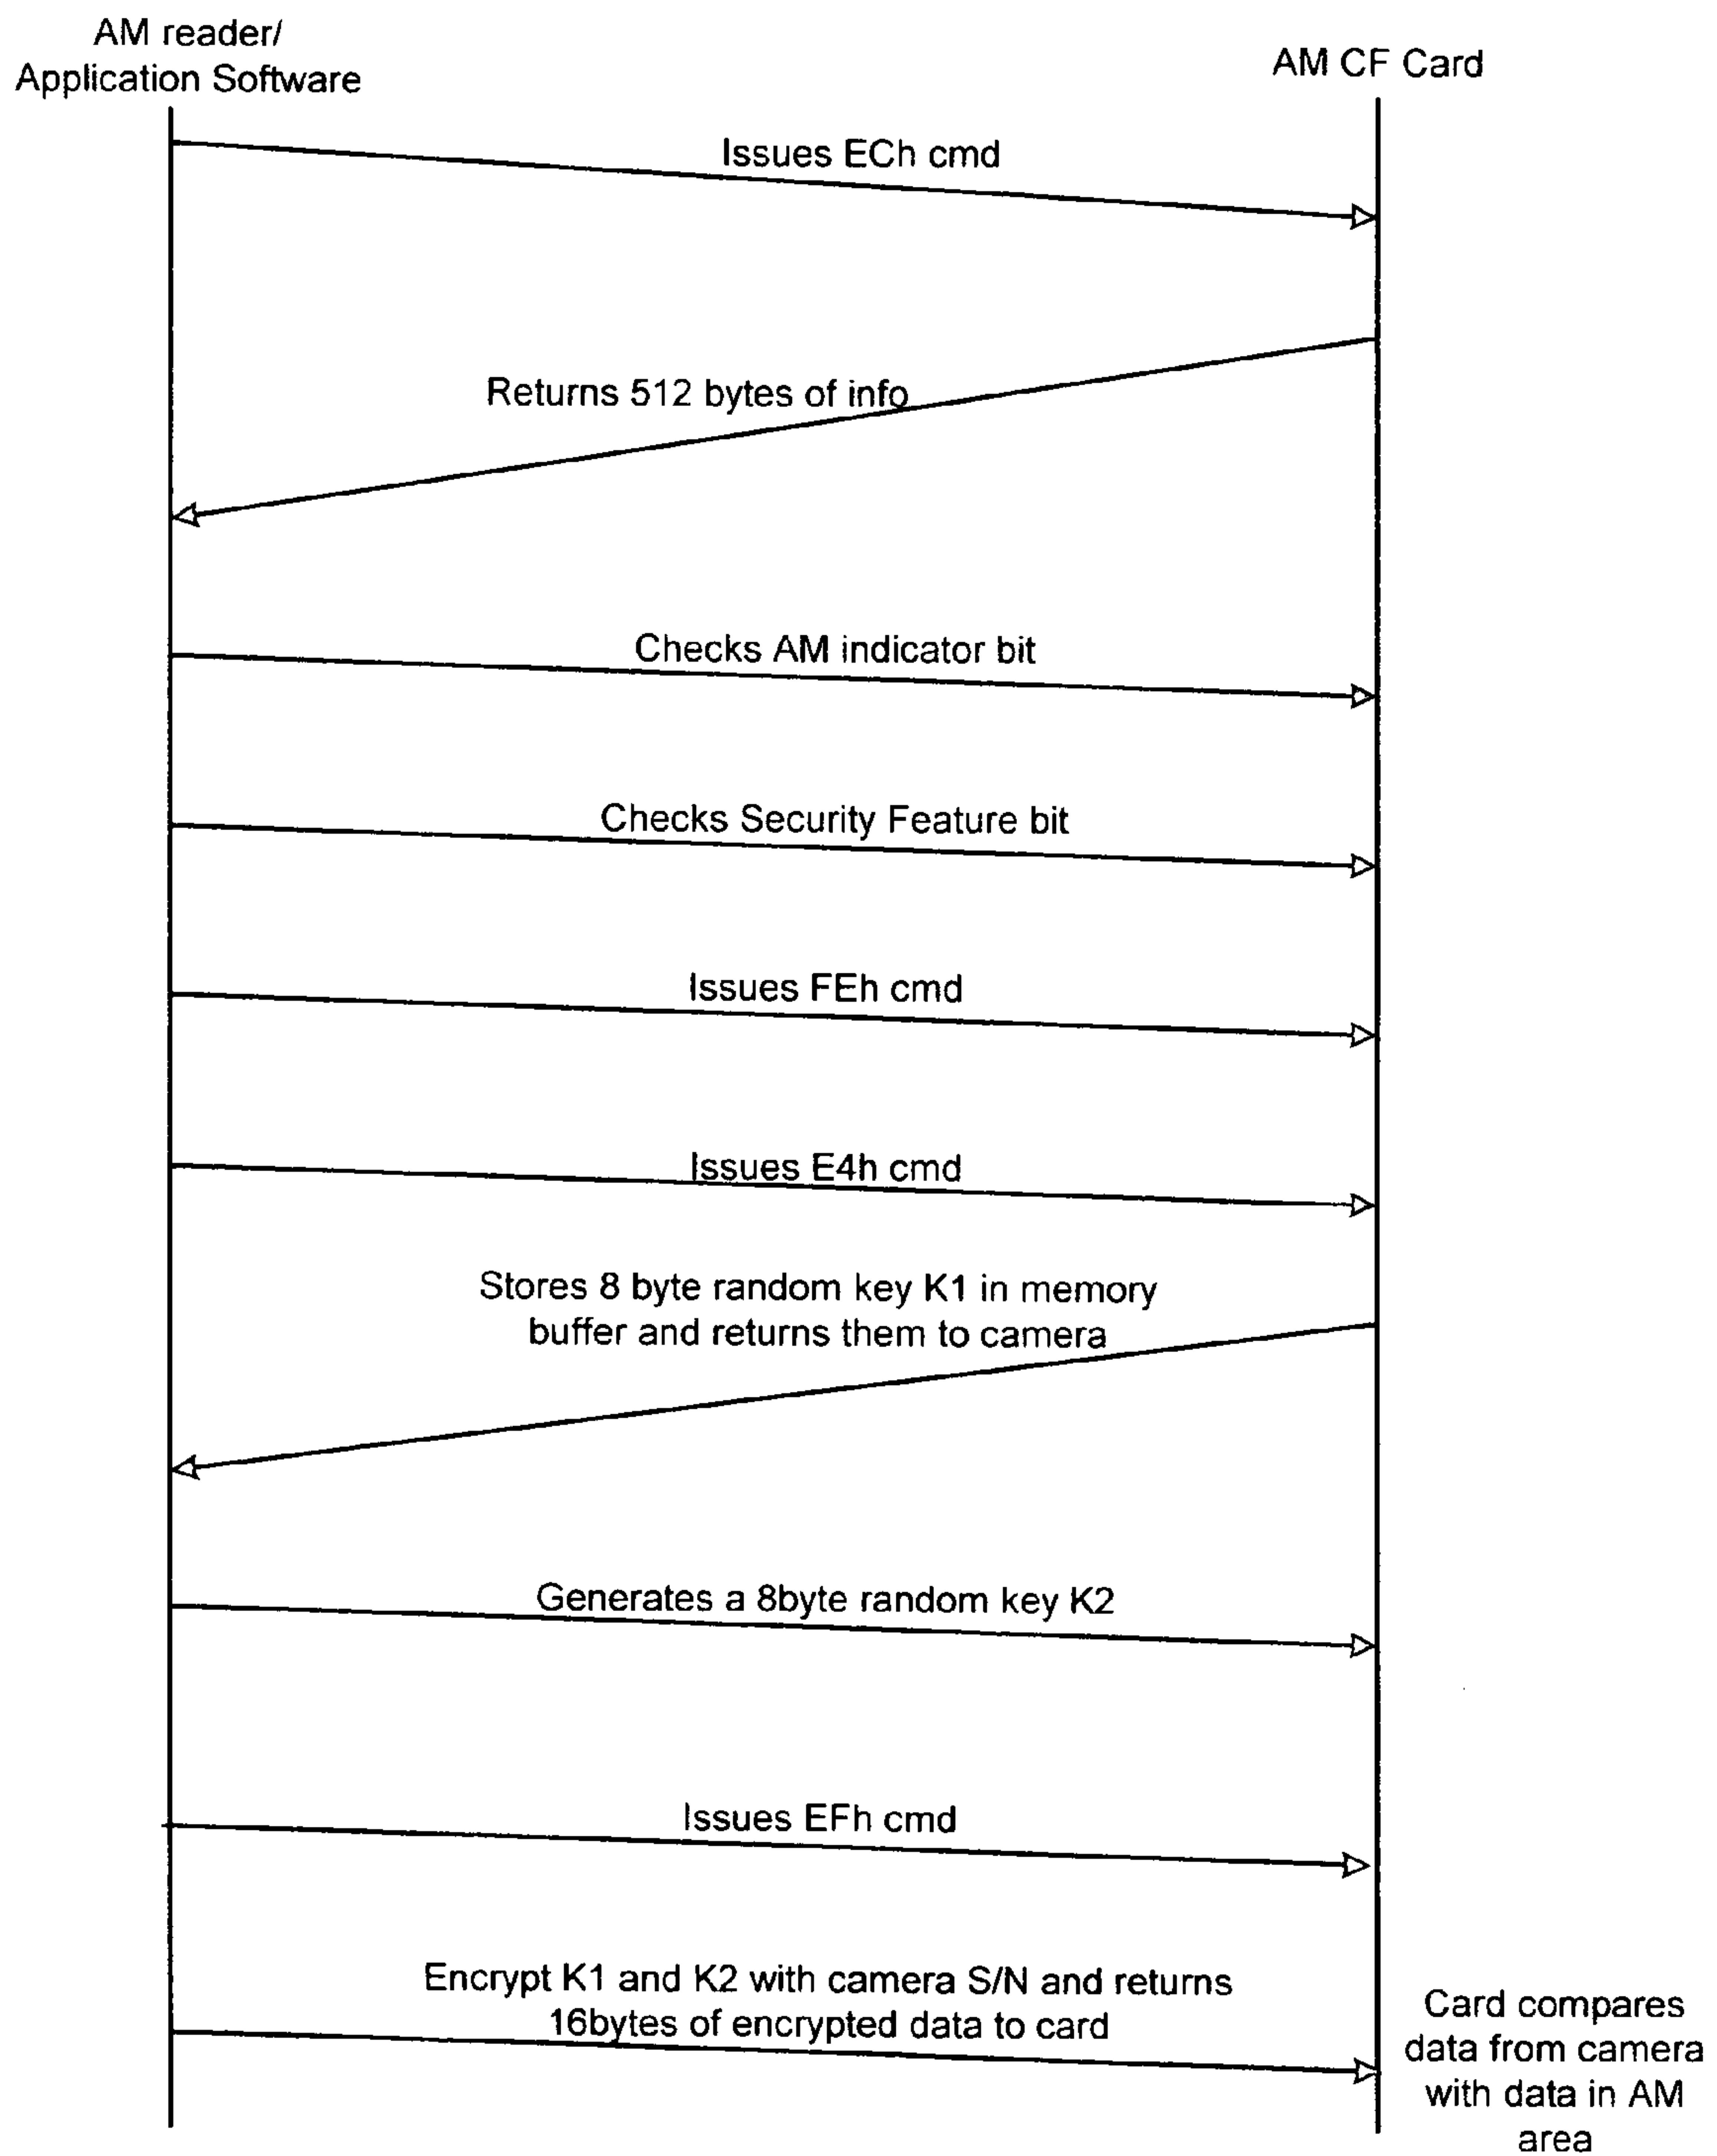 AM reader/
Application Software
AM CF Card
Issues ECh cmd
Returns 512 bytes of info
Checks AM indicator bit
Checks Security Feature bit
Issues FEh cmd
Issues E4h cmd
Stores 8 byte random key K1 in memory
buffer and returns them to camera
Generates a 8byte random key K2
Issues EFh cmd
Encrypt K1 and K2 with camera S/N and returns
16bytes of encrypted data to card
Card compares
data from camera
with data in AM
area